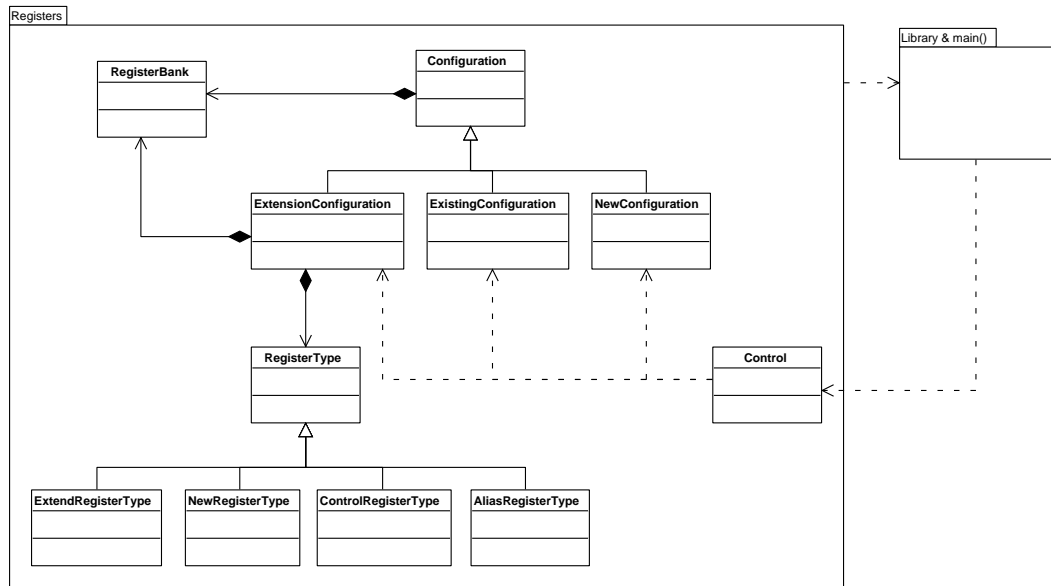 Registers
Library & main()
Configuration
RegisterBank
ExtensionConfiguration
ExistingConfiguration
NewConfiguration
RegisterType
Control
ExtendRegisterType
NewRegisterType
ControlRegisterType
AliasRegisterType